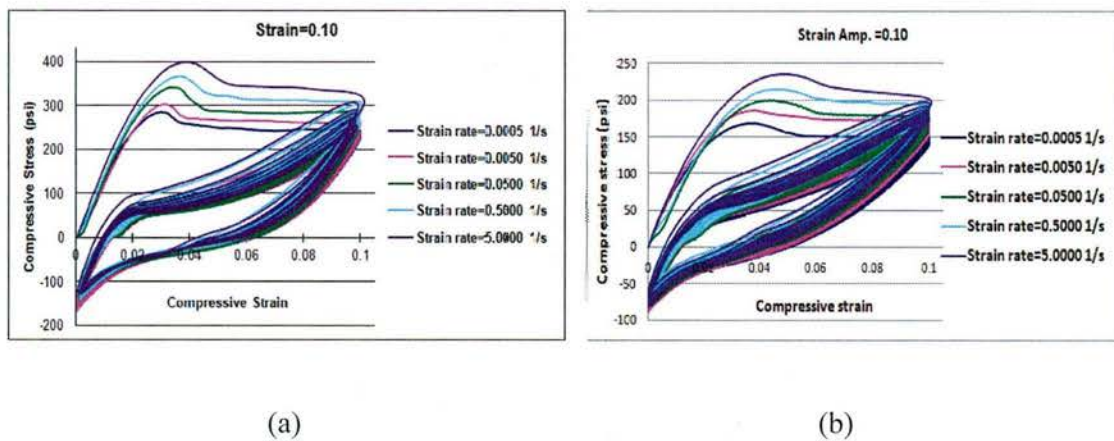 Strain=0.10
400
300
200
100
0
-100
-200
0
0.02
0.04
0.06
0.08
0.1
Compressive Stress (psi)
Compressive Strain
Strain rate=0.0005 1/s
Strain rate=0.0050 1/s
Strain rate=0.0500 1/s
Strain rate=0.5000 1/s
Strain rate=5.0000 1/s
(a)
Strain Amp. =0.10
250
200
150
100
50
0
-50
-100
0
0.02
0.04
0.06
0.08
0.1
Compressive stress [psi]
Compressive strain
Strain rate=0.0005 1/s
Strain rate=0.0050 1/s
Strain rate=0.0500 1/s
Strain rate=0.5000 1/s
Strain rate=5.0000 1/s
(b)